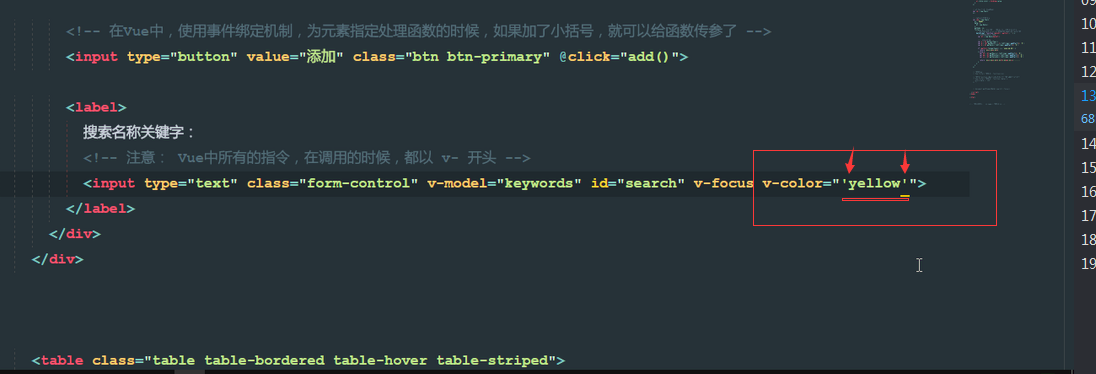 <!-- 在Vue中，使用事件绑定机制，为元素指定处理函数的时候，如果加了小括号，就可以给函数传参了 -->
<input type="button" value="添加" class="btn btn-primary" @click="add()">
<label>
搜索名称关键字：
<!-- 注意： Vue中所有的指令，在调用的时候，都以 v- 开头 -->
<input type="text" class="form-control" v-model="keywords" id="search" v-focus v-color="'yellow'">
</label>
</div>
</div>
<table class="table table-bordered table-hover table-striped">
10
11
12
13
68
14
15
16
17
18
19